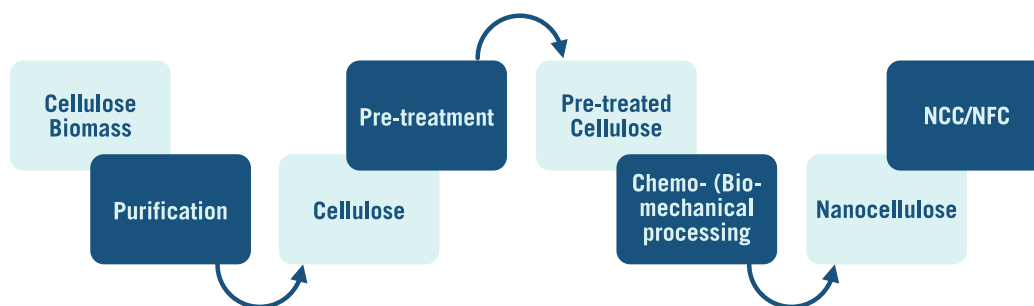 Cellulose
Biomass
Purification
Cellulose
Pre-treatment
Pre-treated
Cellulose
Chemo- (Bio-
mechanical
processing
Nanocellulose
NCC/NFC